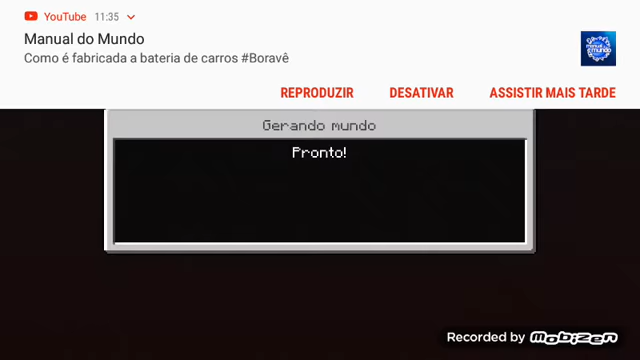 YouTube 11:35
Manual do Mundo
Como é fabricada a bateria de carros #Boravê
REPRODUZIR DESATIVAR ASSISTIR MAIS TARDE
Gerando mundo
Pronto!
Recorded by mobizen